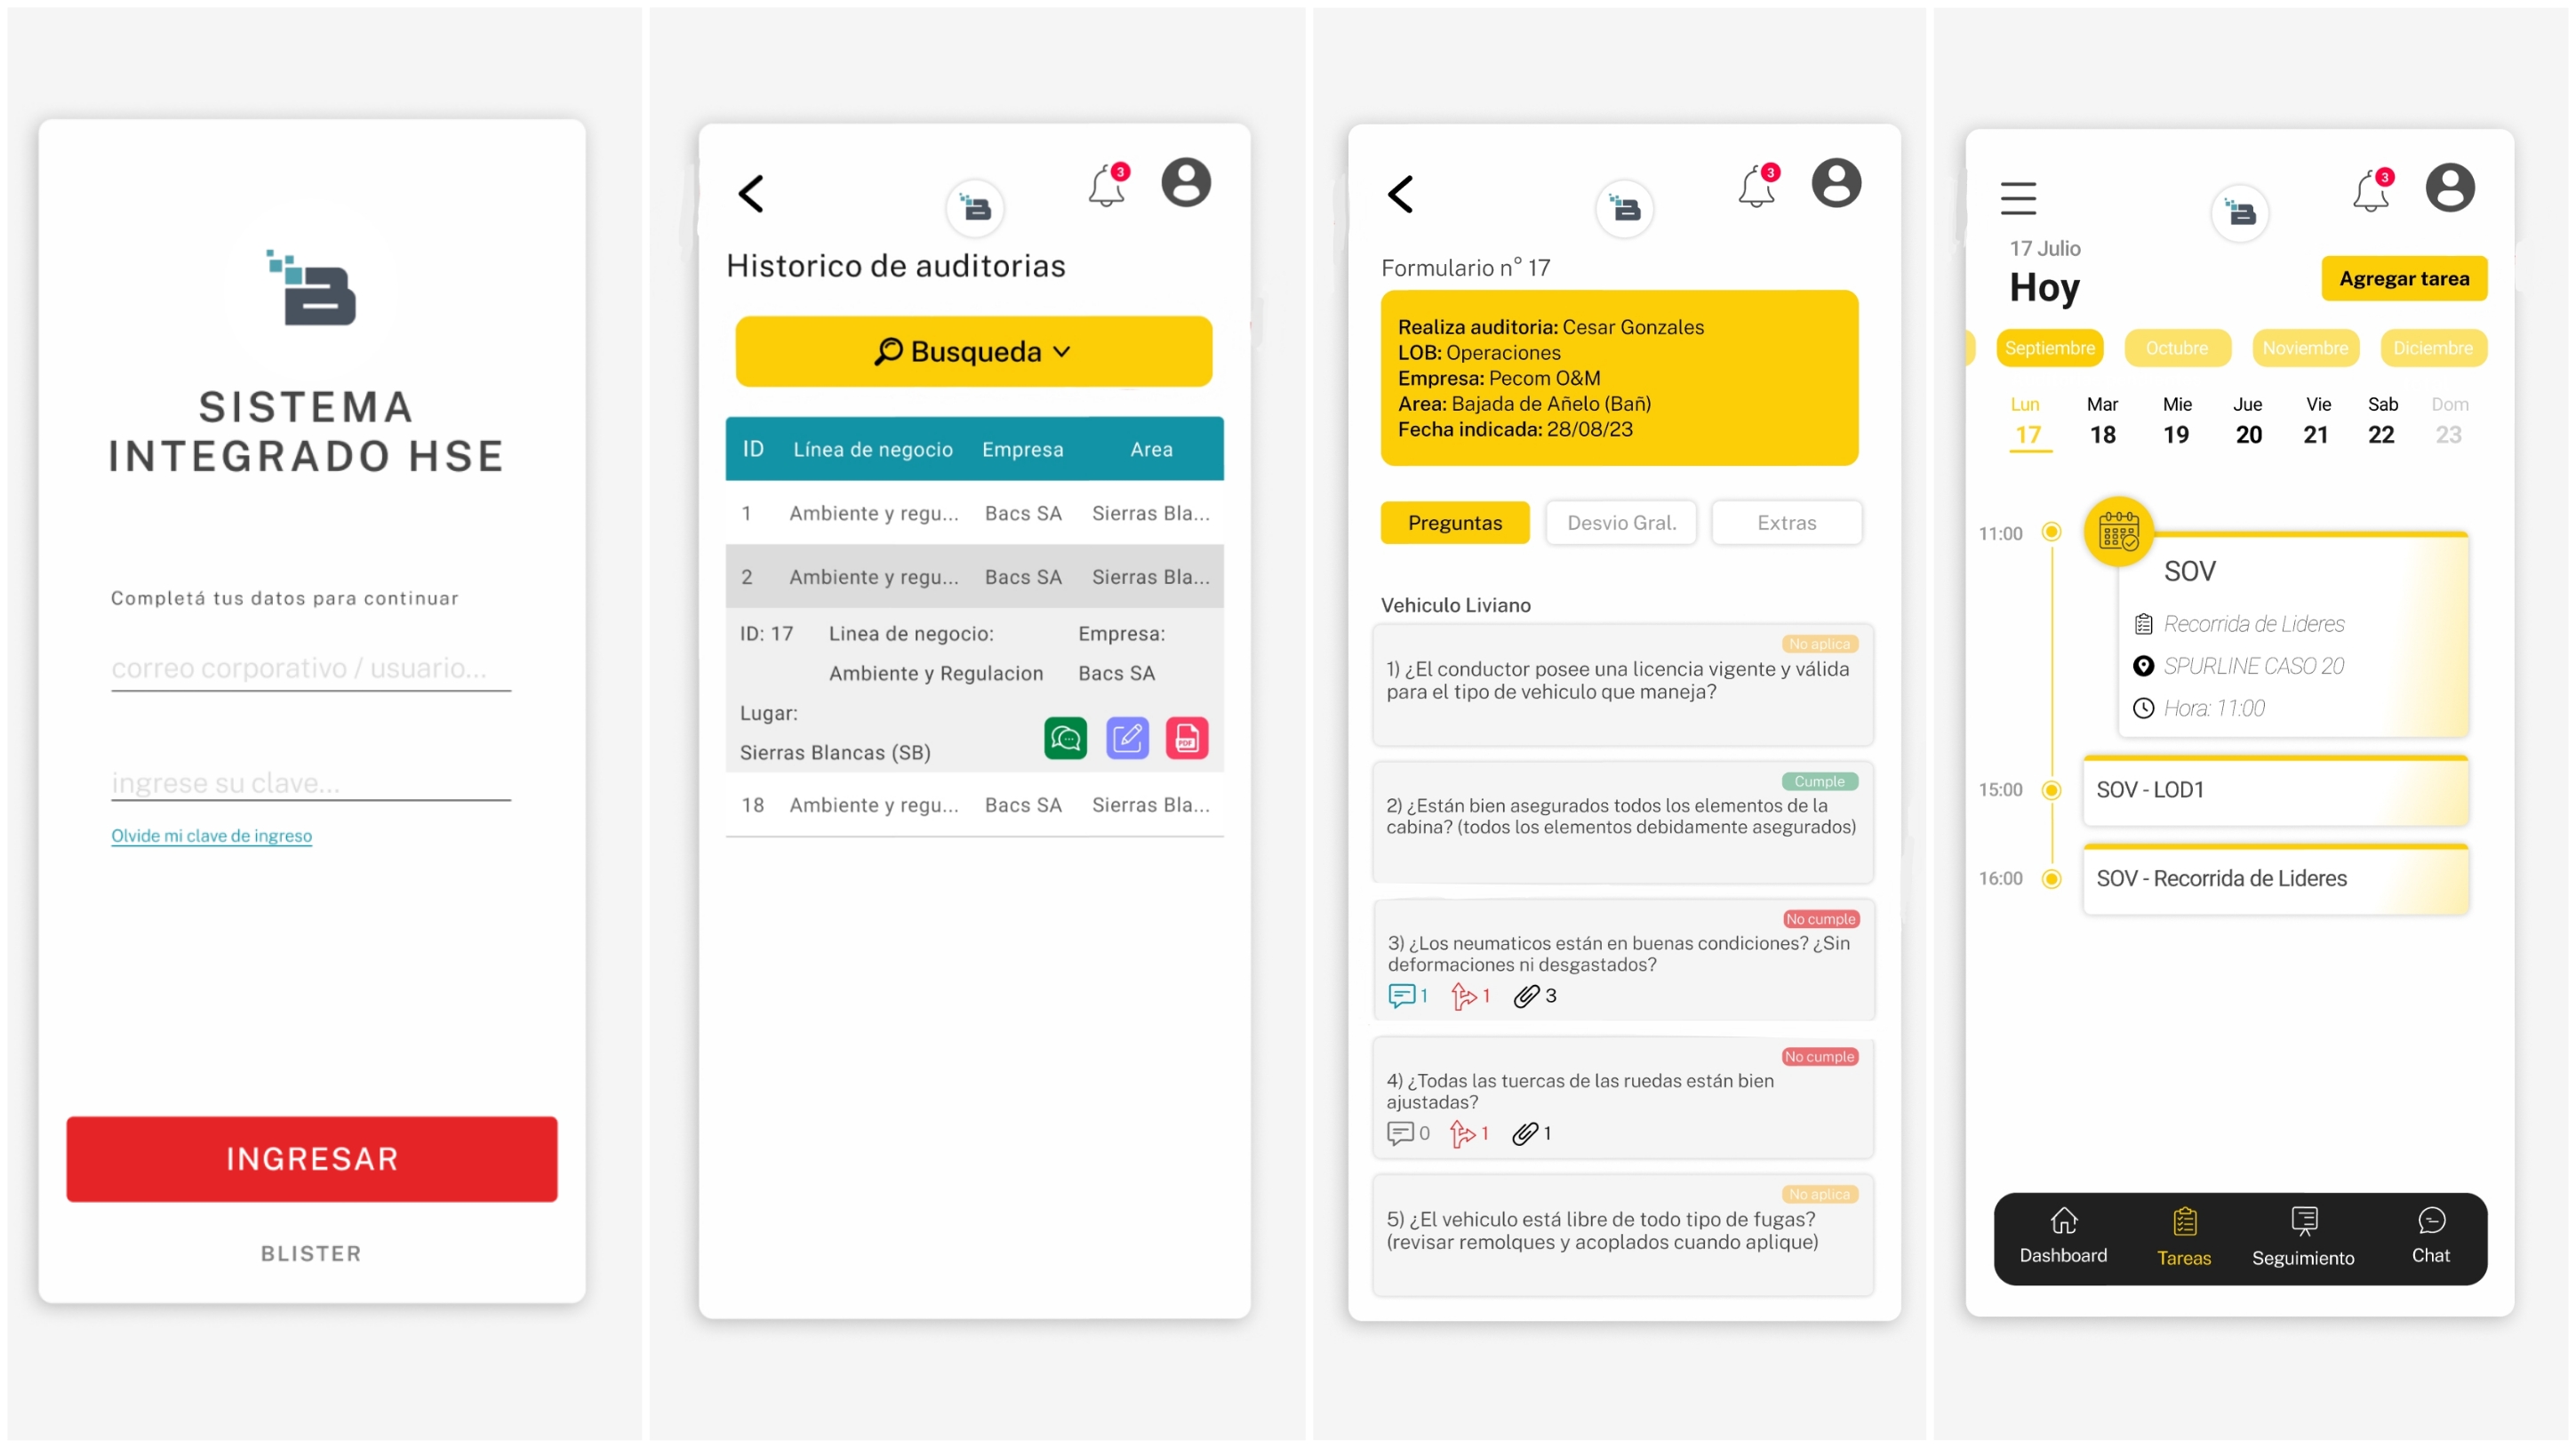 SISTEMA
INTEGRADO HSE
Completá tus datos para continuar
correo corporativo / usuario...
ingrese su clave...
Olvide mi clave de ingreso
INGRESAR
BLISTER
3
Historico de auditorias
Busqueda
ID Línea de negocio Empresa Area
1 Ambiente y regu... Bacs SA Sierras Bla...
2 Ambiente y regu... Bacs SA Sierras Bla...
ID: 17 Linea de negocio: Empresa:
Ambiente y Regulacion Bacs SA
Lugar:
Sierras Blancas (SB)
PDF
18 Ambiente y regu... Bacs SA Sierras Bla...
3
Formulario n° 17
Realiza auditoria: Cesar Gonzales
LOB: Operaciones
Empresa: Pecom O&M
Area: Bajada de Añelo (Bañ)
Fecha indicada: 28/08/23
Preguntas Desvio Gral. Extras
Vehiculo Liviano
No aplica
1) ¿El conductor posee una licencia vigente y válida
para el tipo de vehiculo que maneja?
Cumple
2) ¿Están bien asegurados todos los elementos de la
cabina? (todos los elementos debidamente asegurados)
No cumple
3) ¿Los neumaticos están en buenas condiciones? ¿Sin
deformaciones ni desgastados?
1 1 3
No cumple
4) ¿Todas las tuercas de las ruedas están bien
ajustadas?
0 1 1
No aplica
5) ¿El vehiculo está libre de todo tipo de fugas?
(revisar remolques y acoplados cuando aplique)
3
17 Julio
Hoy
Agregar tarea
Septiembre Octubre Noviembre Diciembre
Lun Mar Mie Jue Vie Sab Dom
17 18 19 20 21 22 23
11:00
SOV
Recorrida de Lideres
SPURLINE CASO 20
Hora: 11:00
15:00 SOV - LOD1
16:00 SOV - Recorrida de Lideres
Dashboard Tareas Seguimiento Chat